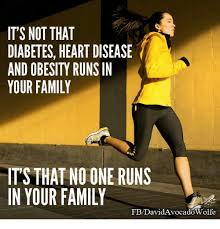 IT'S NOT THAT
DIABETES, HEART DISEASE
AND OBESITY RUNS IN
YOUR FAMILY
IT'S THAT NO ONE RUNS
IN YOUR FAMILY
FB/DavidAvocadoWolfe